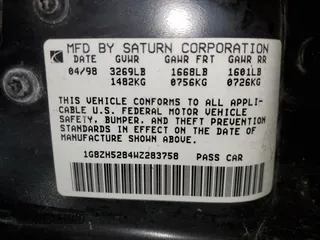 MFD BY SATURN CORPORATION
DATE GVWR GAWR FRT GAWR RR
04/98 3269LB 1668LB 1601LB
1482KG 0756KG 0726KG
THIS VEHICLE CONFORMS TO ALL APPLI-
CABLE U.S. FEDERAL MOTOR VEHICLE
SAFETY, BUMPER, AND THEFT PREVENTION
STANDARDS IN EFFECT ON THE DATE OF
MANUFACTURE SHOWN ABOVE.
1G8ZH5284WZ283758 PASS CAR